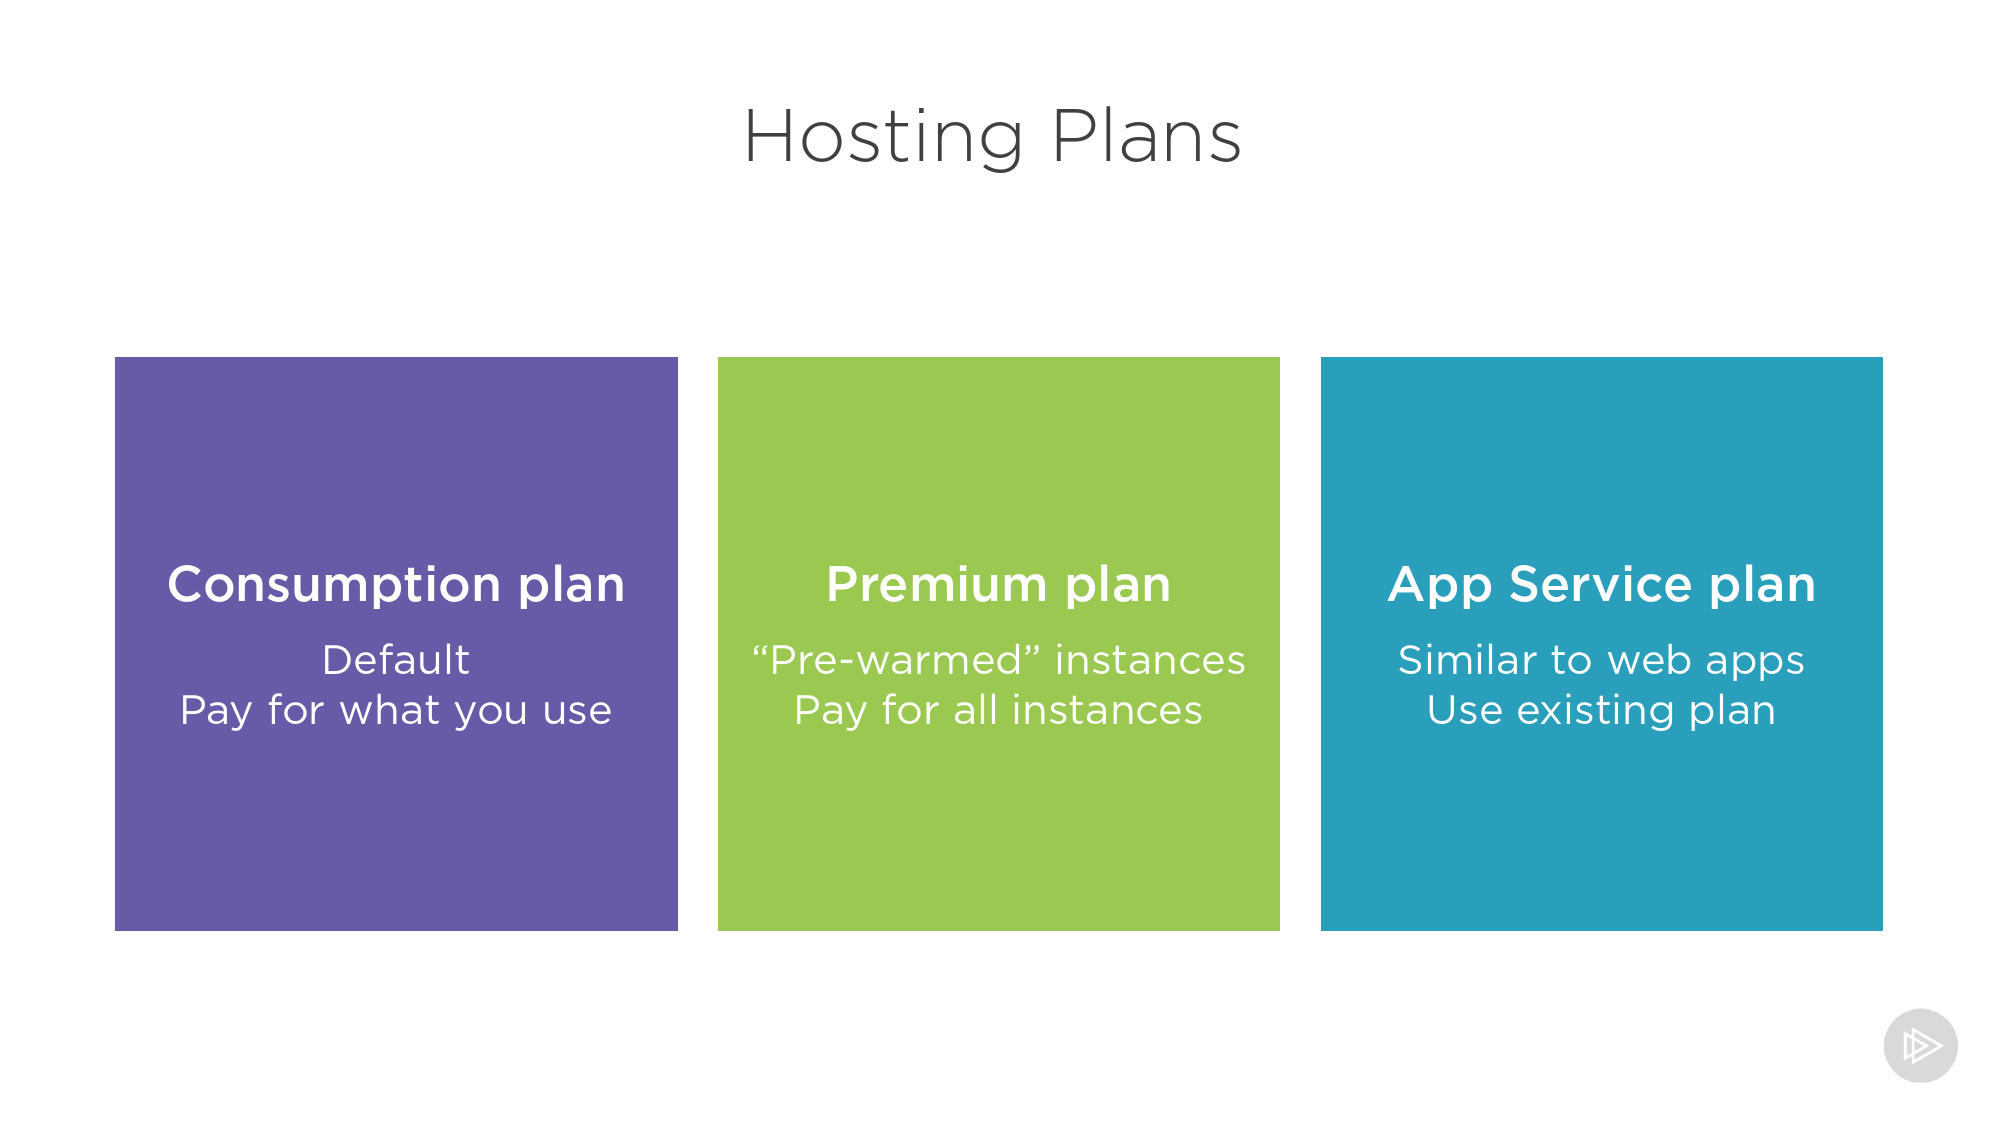 Hosting Plans
Consumption plan
Default
Pay for what you use
Premium plan
“Pre-warmed” instances
Pay for all instances
App Service plan
Similar to web apps
Use existing plan